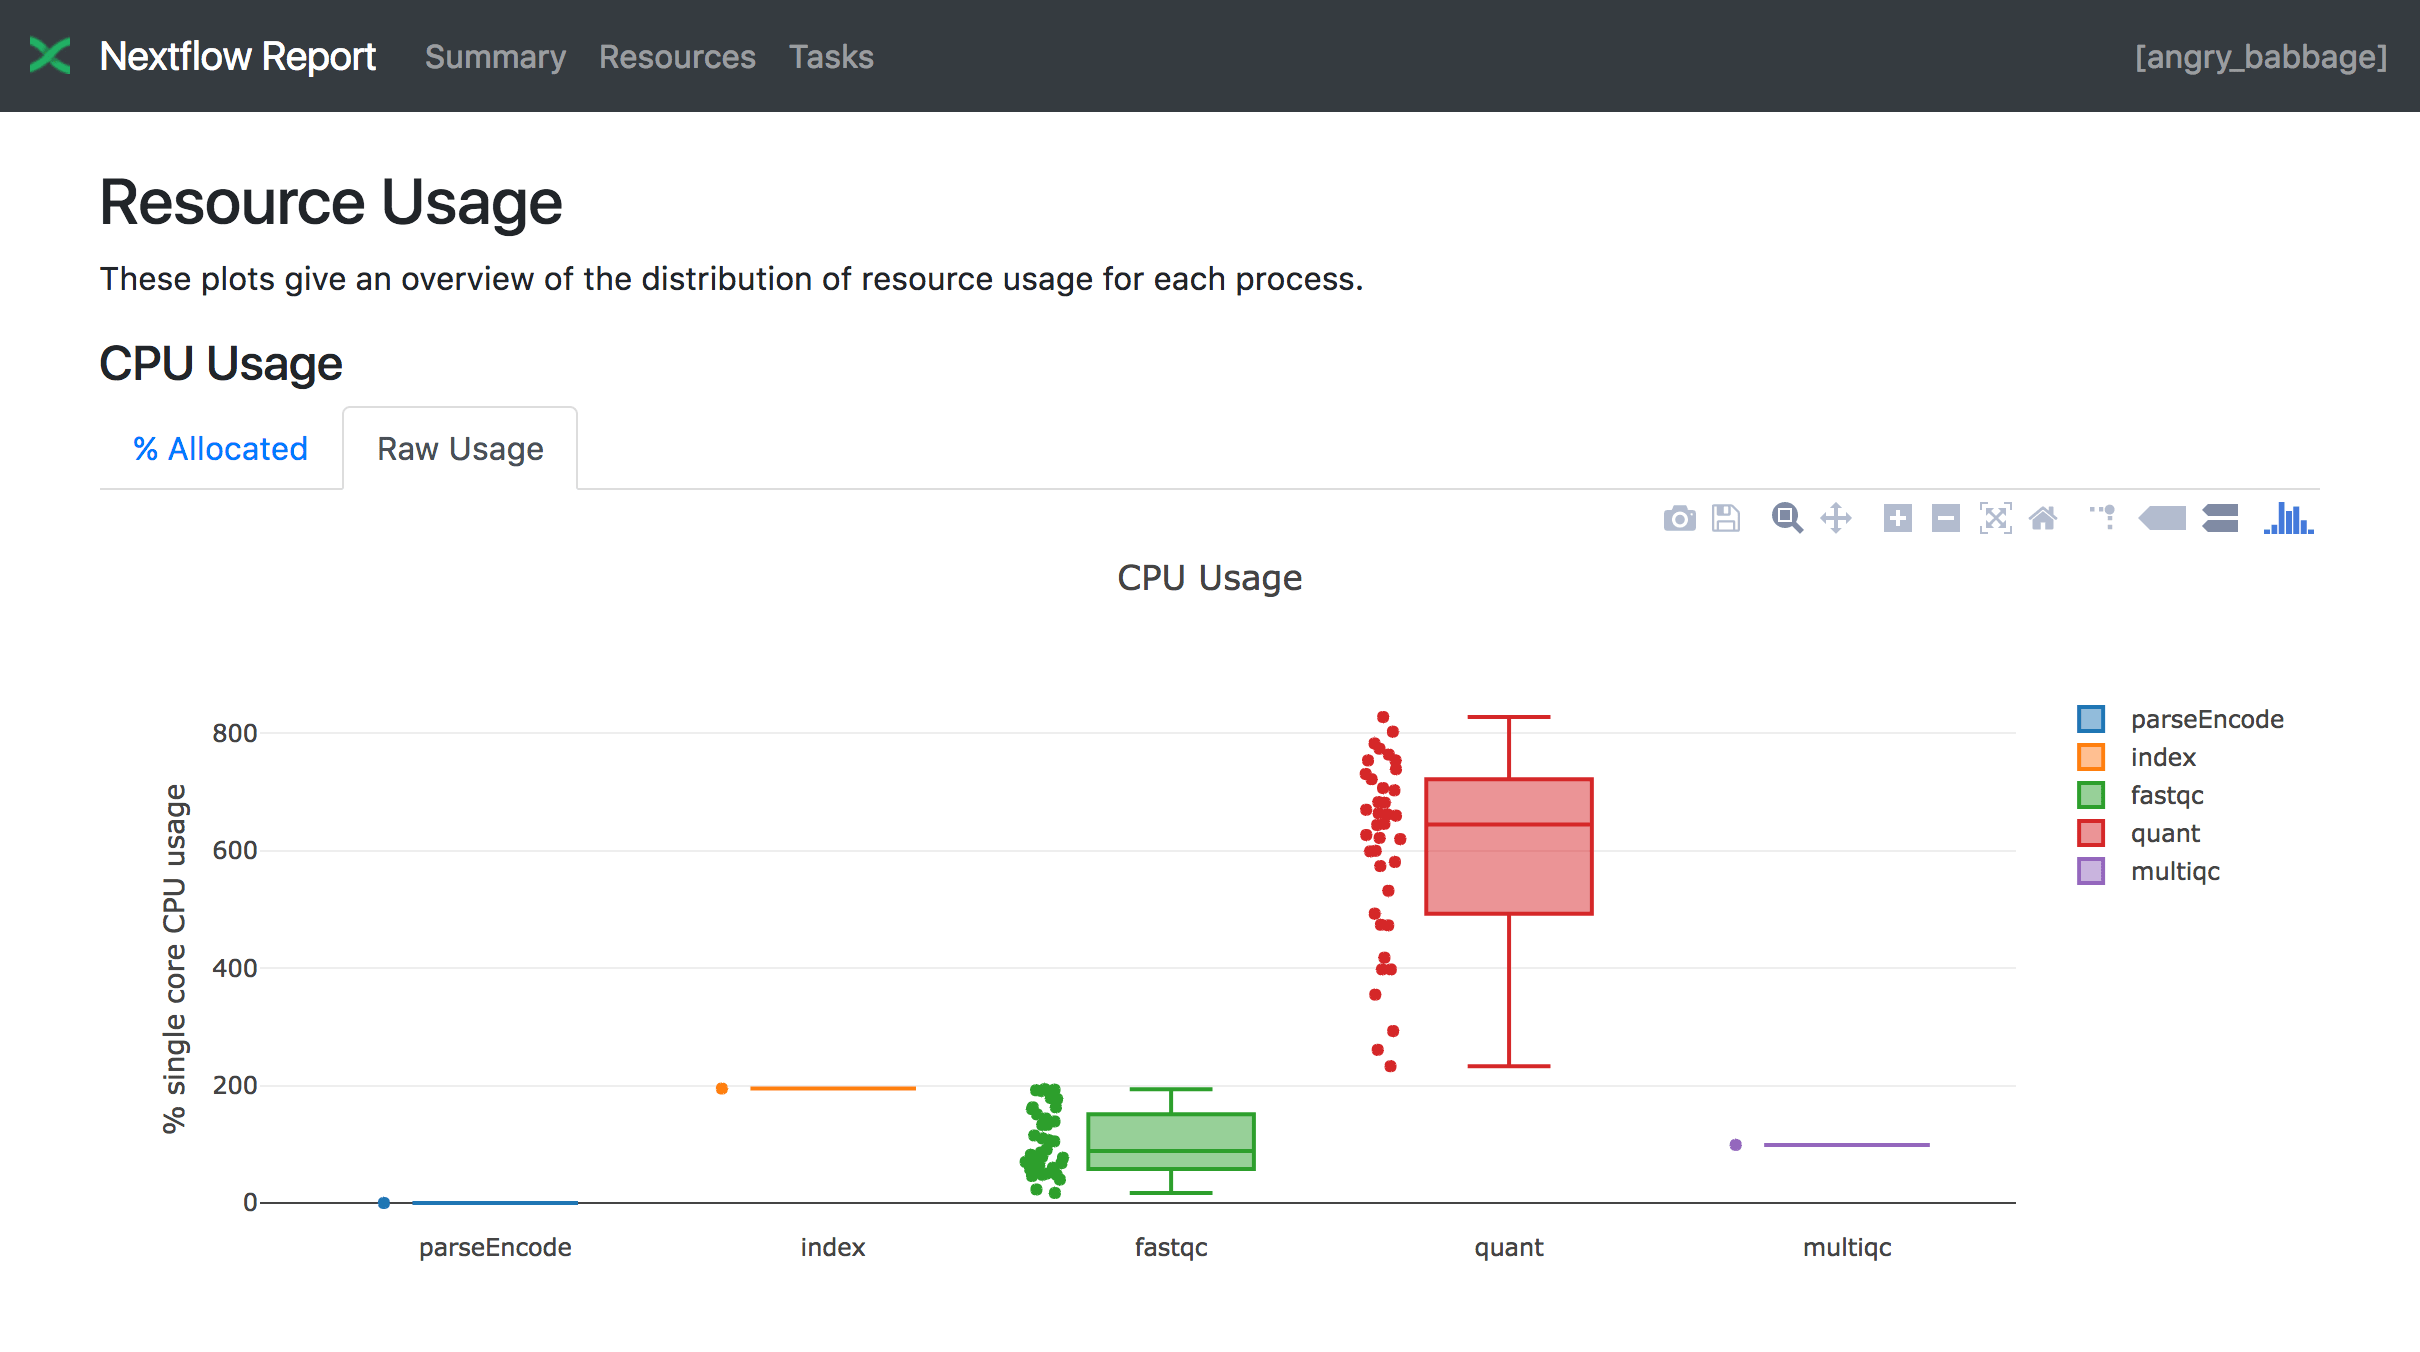 Nextflow Report Summary Resources Tasks [angry_babbage]
Resource Usage
These plots give an overview of the distribution of resource usage for each process.
CPU Usage
% Allocated Raw Usage
CPU Usage
% single core CPU usage
800
600
400
200
0
parseEncode index fastqc quant multiqc
parseEncode
index
fastqc
quant
multiqc